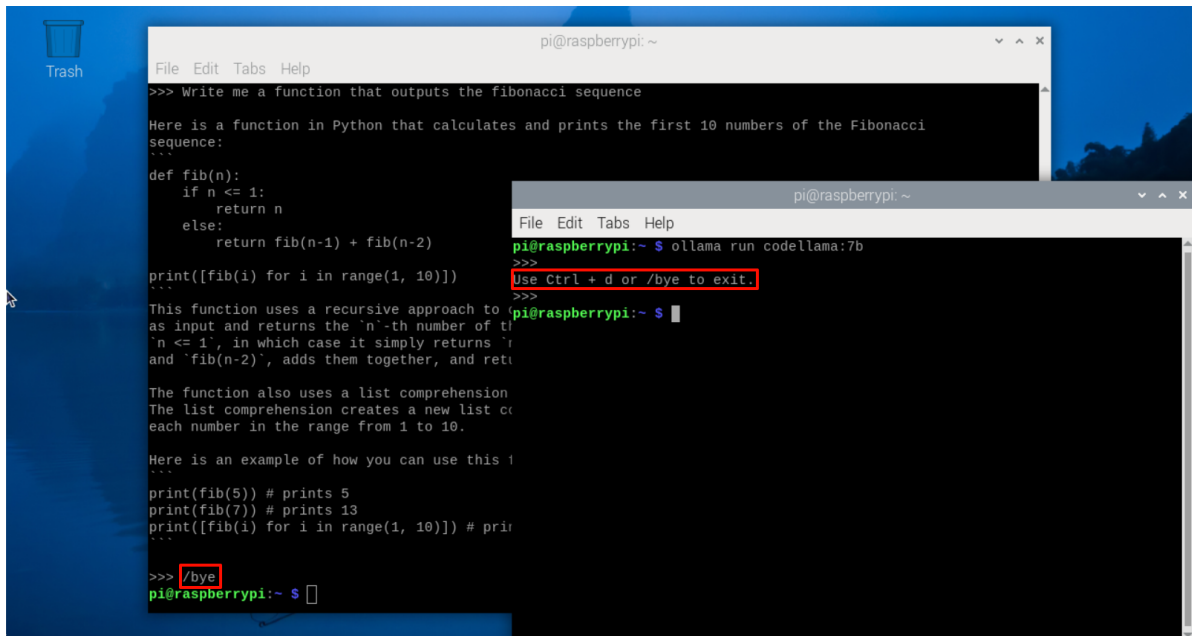 Trash
pi@raspberrypi: ~
File Edit Tabs Help
>>> Write me a function that outputs the fibonacci sequence
Here is a function in Python that calculates and prints the first 10 numbers of the Fibonacci
sequence:
```
def fib(n):
    if n <= 1:
        return n
    else:
        return fib(n-1) + fib(n-2)
print([fib(i) for i in range(1, 10)])
```
This function uses a recursive approach to
as input and returns the `n`-th number of
`n <= 1`, in which case it simply returns
and `fib(n-2)`, adds them together, and
The function also uses a list comprehension
The list comprehension creates a new list
each number in the range from 1 to 10.
Here is an example of how you can use this
```
print(fib(5)) # prints 5
print(fib(7)) # prints 13
print([fib(i) for i in range(1, 10)]) #
```
>>> /bye
pi@raspberrypi:~ $
pi@raspberrypi: ~
File Edit Tabs Help
pi@raspberrypi:~ $ ollama run codellama:7b
>>>
Use Ctrl + d or /bye to exit.
>>>
pi@raspberrypi:~ $